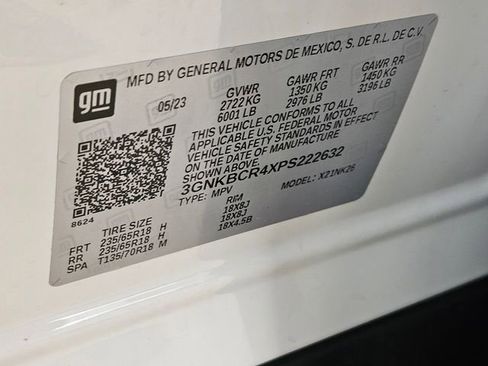 gm
MFD BY GENERAL MOTORS DE MEXICO, S. DE R.L. DE C.V.
05/23 GVWR GAWR FRT GAWR RR
2722 KG 1350 KG 1450 KG
6001 LB 2976 LB 3196 LB
THIS VEHICLE CONFORMS TO ALL
APPLICABLE U.S. FEDERAL MOTOR
VEHICLE SAFETY STANDARDS IN EFFECT
ON THE DATE OF MANUFACTURE
SHOWN ABOVE.
3GNKBCR4XPS222632
TYPE: MPV MODEL: X21NK26
8624
TIRE SIZE RIM
FRT 235/65R18 H 18X8J
RR 235/65R18 H 18X8J
SPA T135/70R18 M 18X4.5B